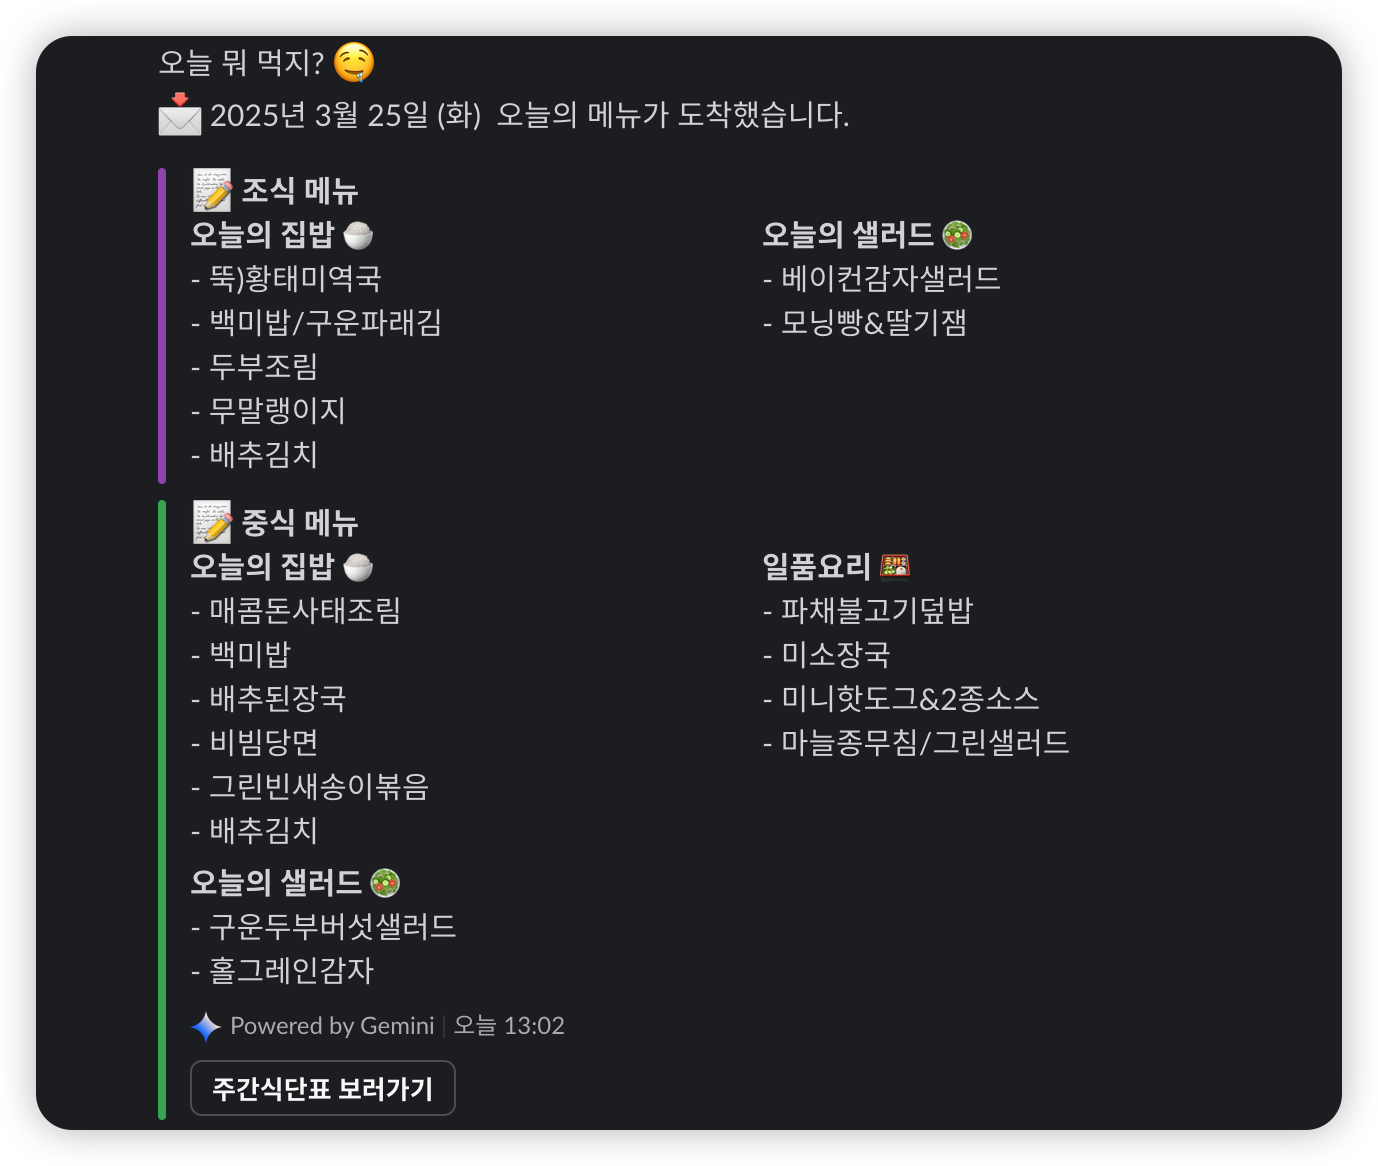 오늘 뭐 먹지? 🤤
📩 2025년 3월 25일 (화) 오늘의 메뉴가 도착했습니다.
📝 조식 메뉴
오늘의 집밥 🍚
- 뚝)황태미역국
- 백미밥/구운파래김
- 두부조림
- 무말랭이지
- 배추김치
오늘의 샐러드 🥗
- 베이컨감자샐러드
- 모닝빵&딸기잼
📝 중식 메뉴
오늘의 집밥 🍚
- 매콤돈사태조림
- 백미밥
- 배추된장국
- 비빔당면
- 그린빈새송이볶음
- 배추김치
일품요리 🍱
- 파채불고기덮밥
- 미소장국
- 미니핫도그&2종소스
- 마늘종무침/그린샐러드
오늘의 샐러드 🥗
- 구운두부버섯샐러드
- 홀그레인감자
Powered by Gemini | 오늘 13:02
주간식단표 보러가기